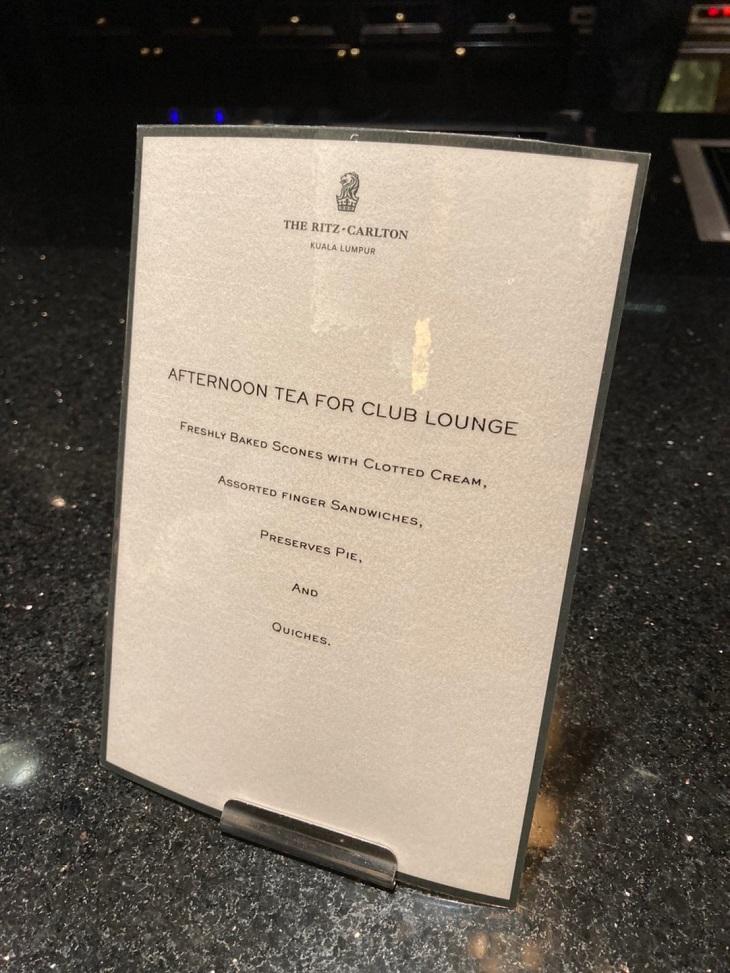 THE RITZ-CARLTON
KUALA LUMPUR
AFTERNOON TEA FOR CLUB LOUNGE
FRESHLY BAKED SCONES WITH CLOTTED CREAM,
ASSORTED FINGER SANDWICHES,
PRESERVES PIE,
AND
QUICHES.